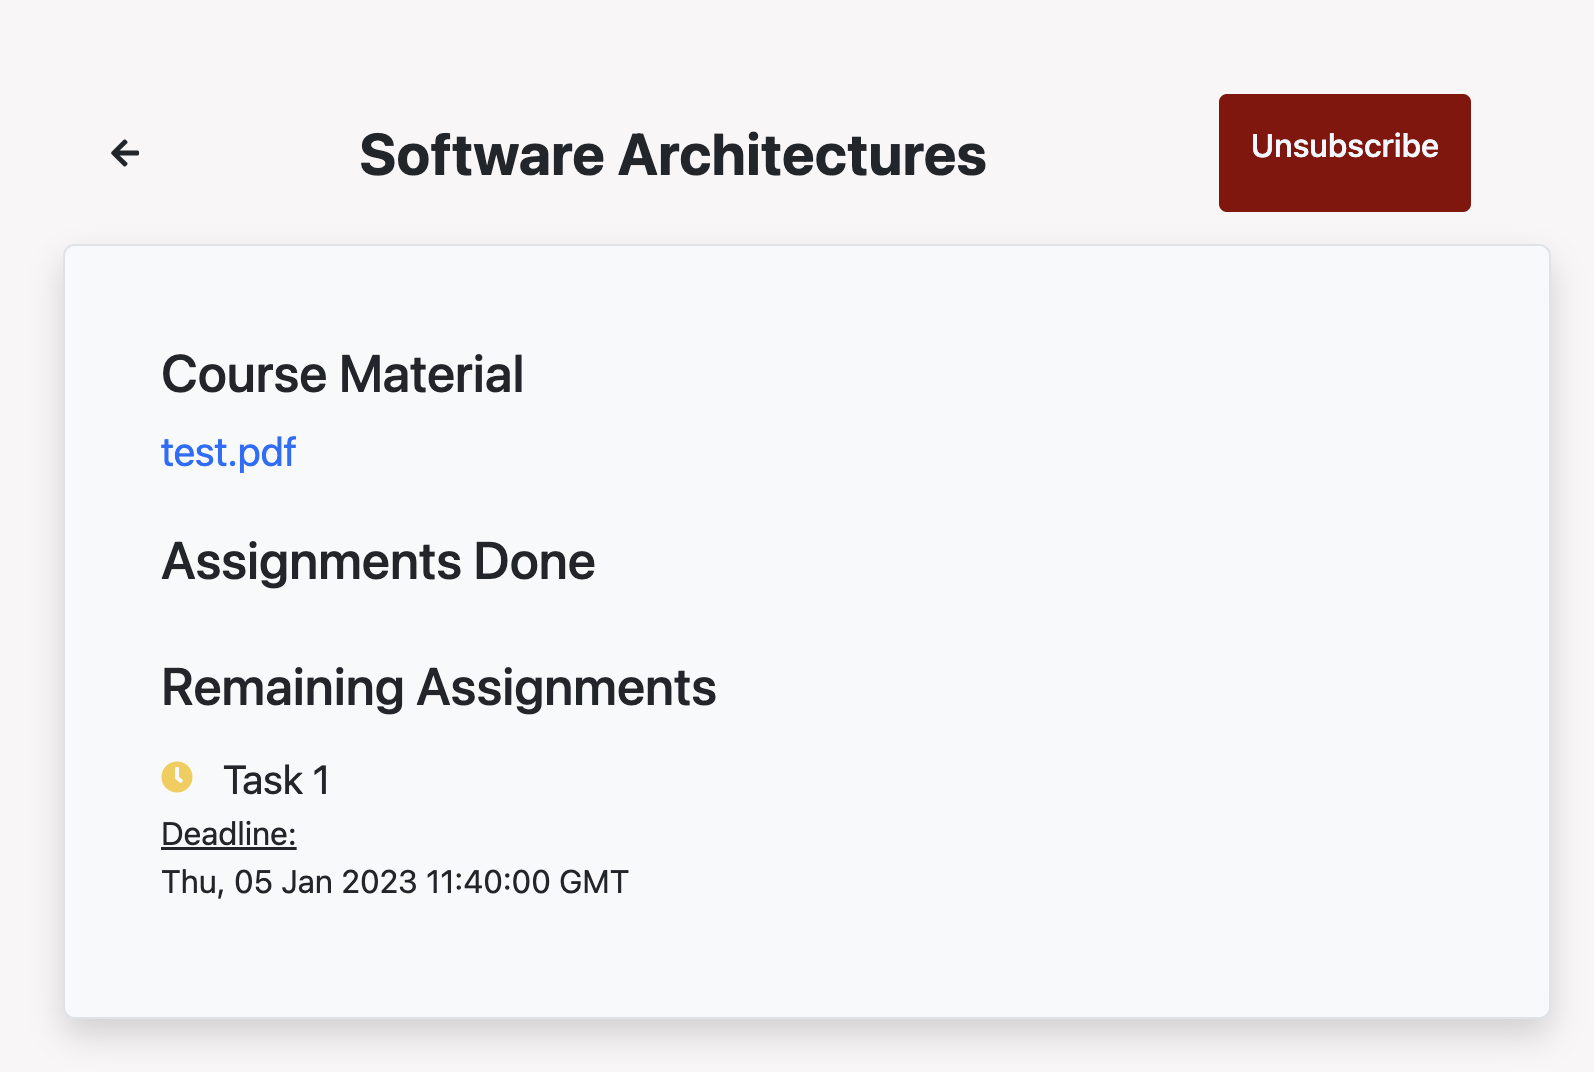 Software Architectures
Unsubscribe
Course Material
test.pdf
Assignments Done
Remaining Assignments
Task 1
Deadline:
Thu, 05 Jan 2023 11:40:00 GMT